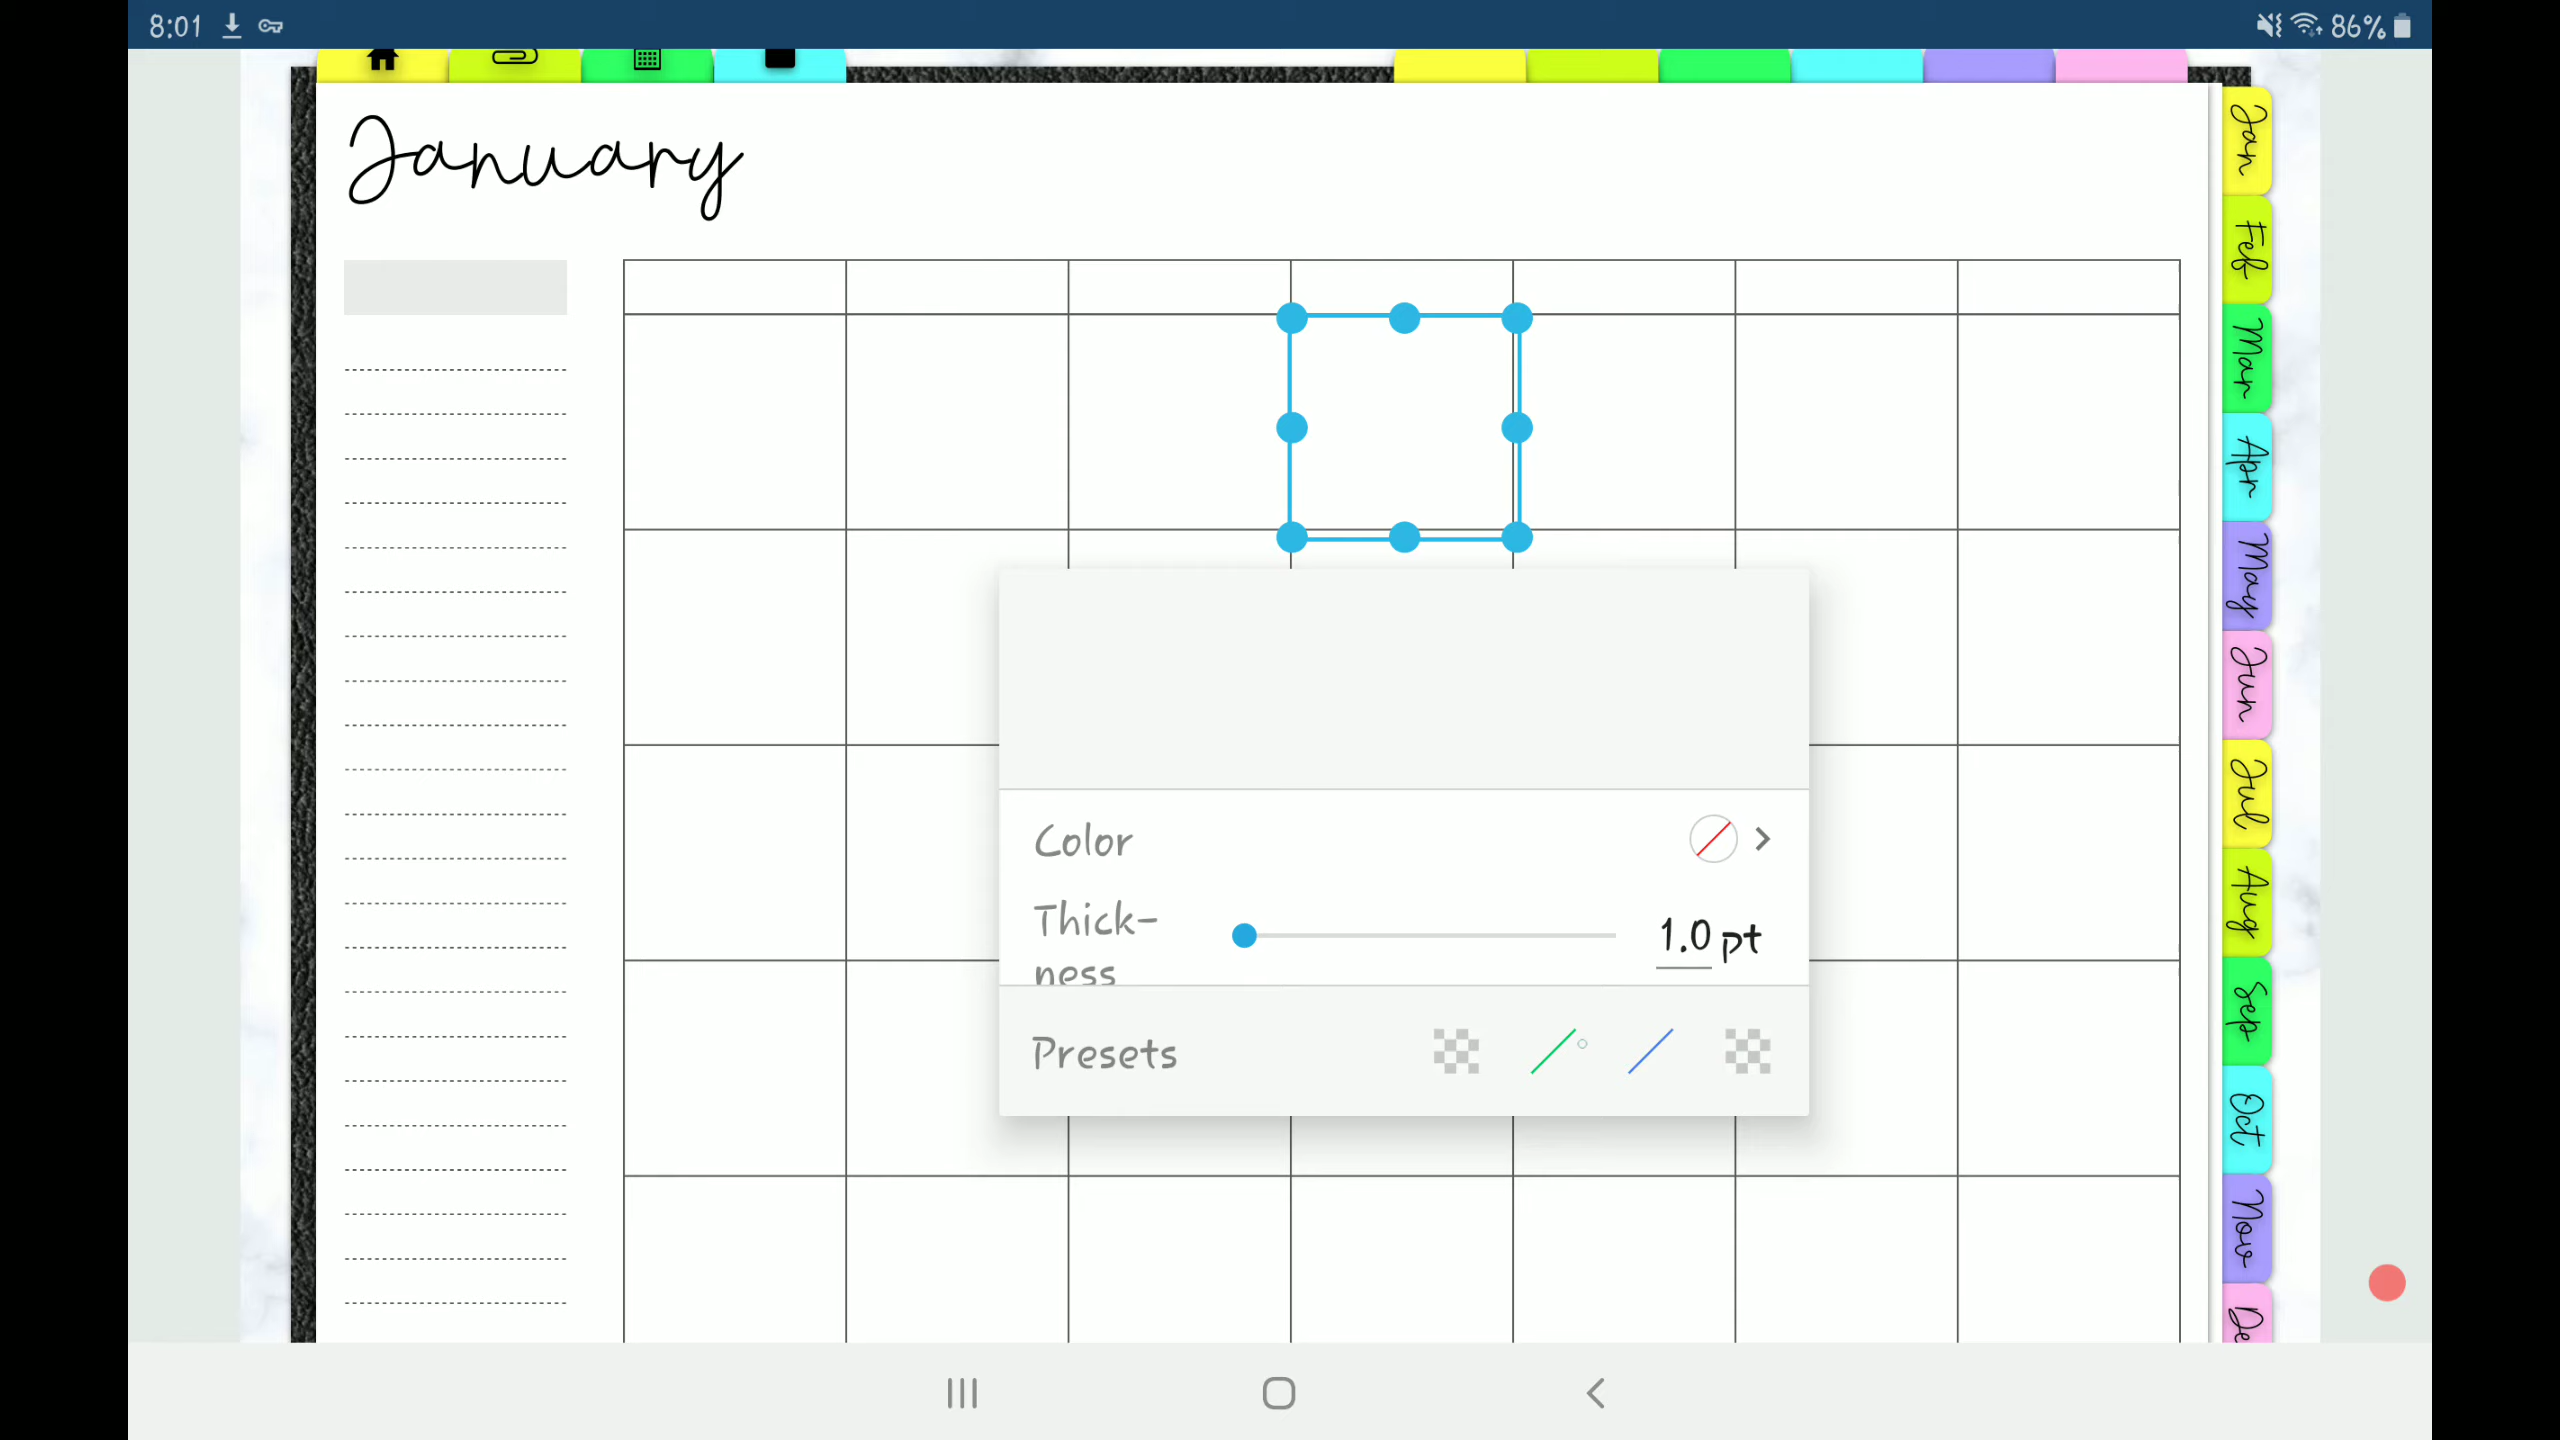 8:01
86%
January
Jan
Feb
Mar
Apr
May
Jun
Jul
Aug
Sep
Oct
Nov
De
Color
Thick-
ness
1.0 pt
Presets